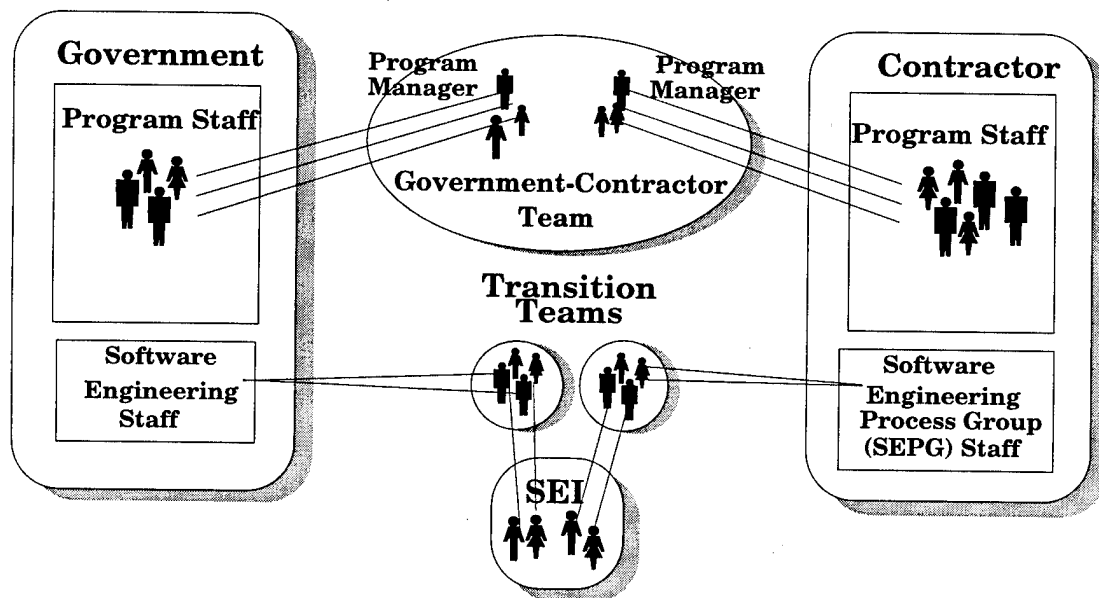 Government
Program Staff
Software
Engineering
Staff
Program
Manager
Program
Manager
Government-Contractor
Team
Transition
Teams
SEI
Contractor
Program Staff
Software
Engineering
Process Group
(SEPG) Staff